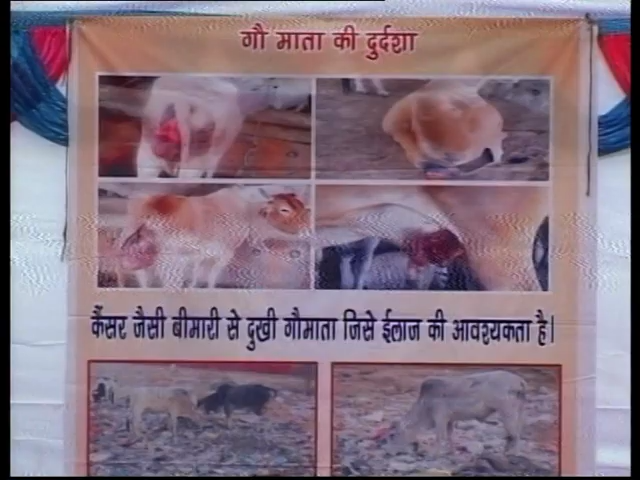 गौ माता की दुर्दशा
कैंसर जैसी बीमारी से दुखी गौमाता जिसे ईलाज की आवश्यकता है।